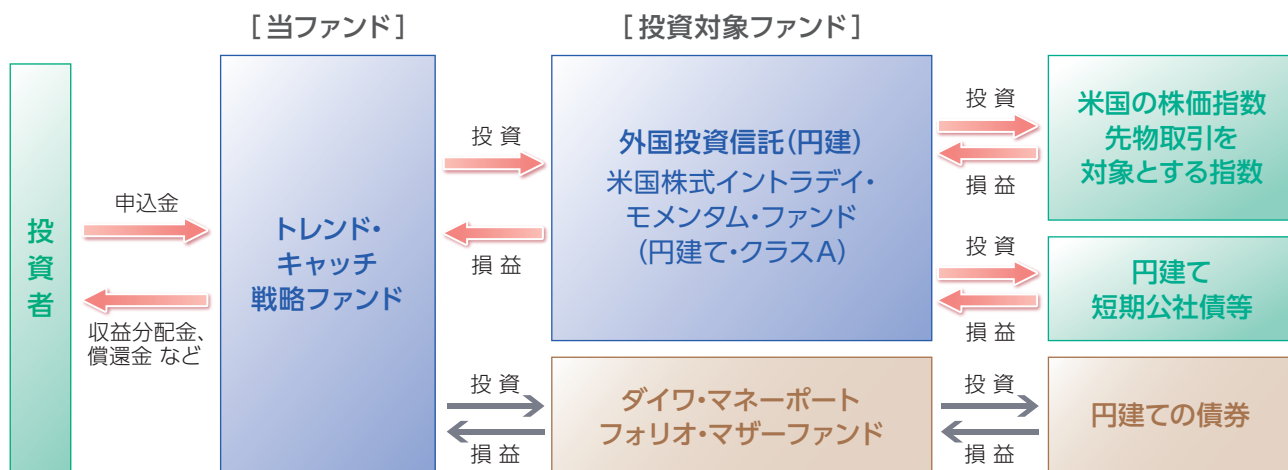 [当ファンド]
[投資対象ファンド]
投資者
申込金
収益分配金、
償還金 など
トレンド・
キャッチ
戦略ファンド
投 資
損 益
外国投資信託(円建)
米国株式イントラデイ・
モメンタム・ファンド
(円建て・クラスA)
投 資
損 益
米国の株価指数
先物取引を
対象とする指数
投 資
損 益
円建て
短期公社債等
投 資
損 益
ダイワ・マネーポート
フォリオ・マザーファンド
投 資
損 益
円建ての債券